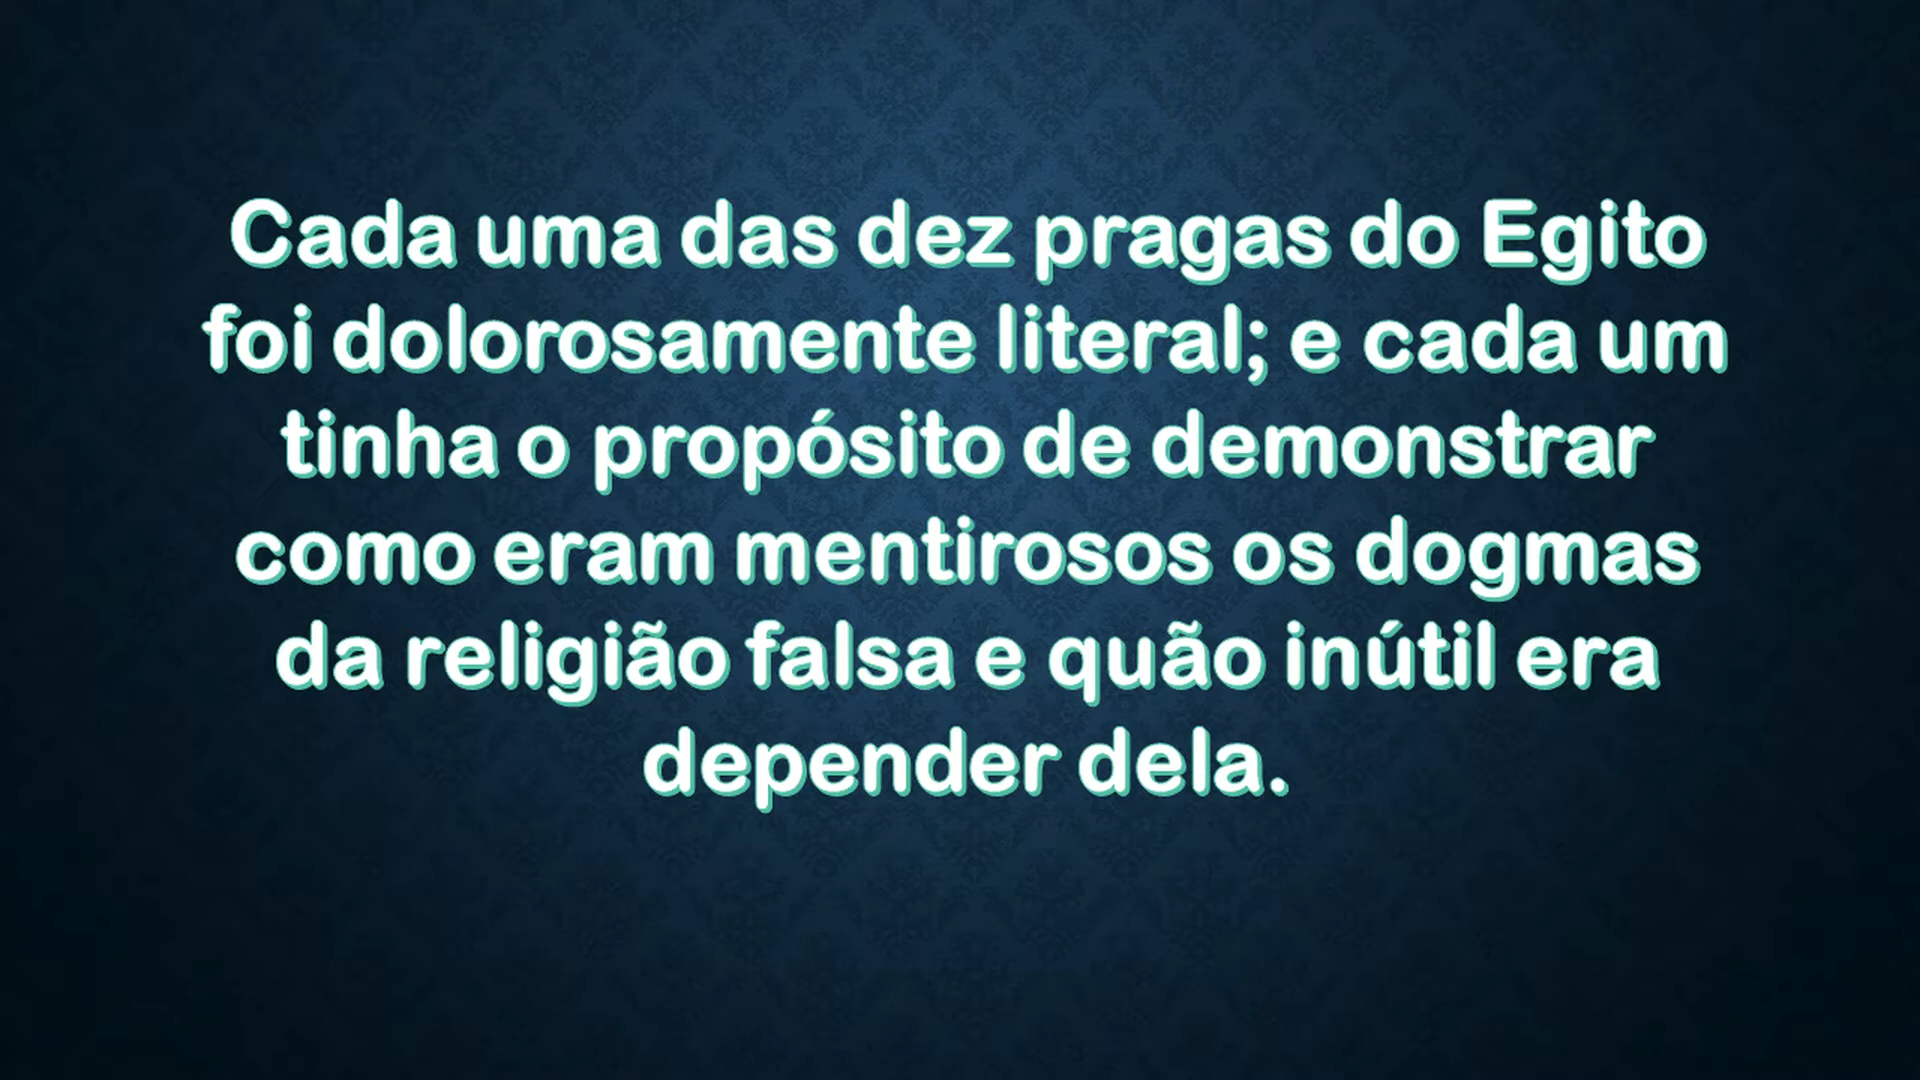 Cada uma das dez pragas do Egito
foi dolorosamente literal; e cada um
tinha o propósito de demonstrar
como eram mentirosos os dogmas
da religião falsa e quão inútil era
depender dela.